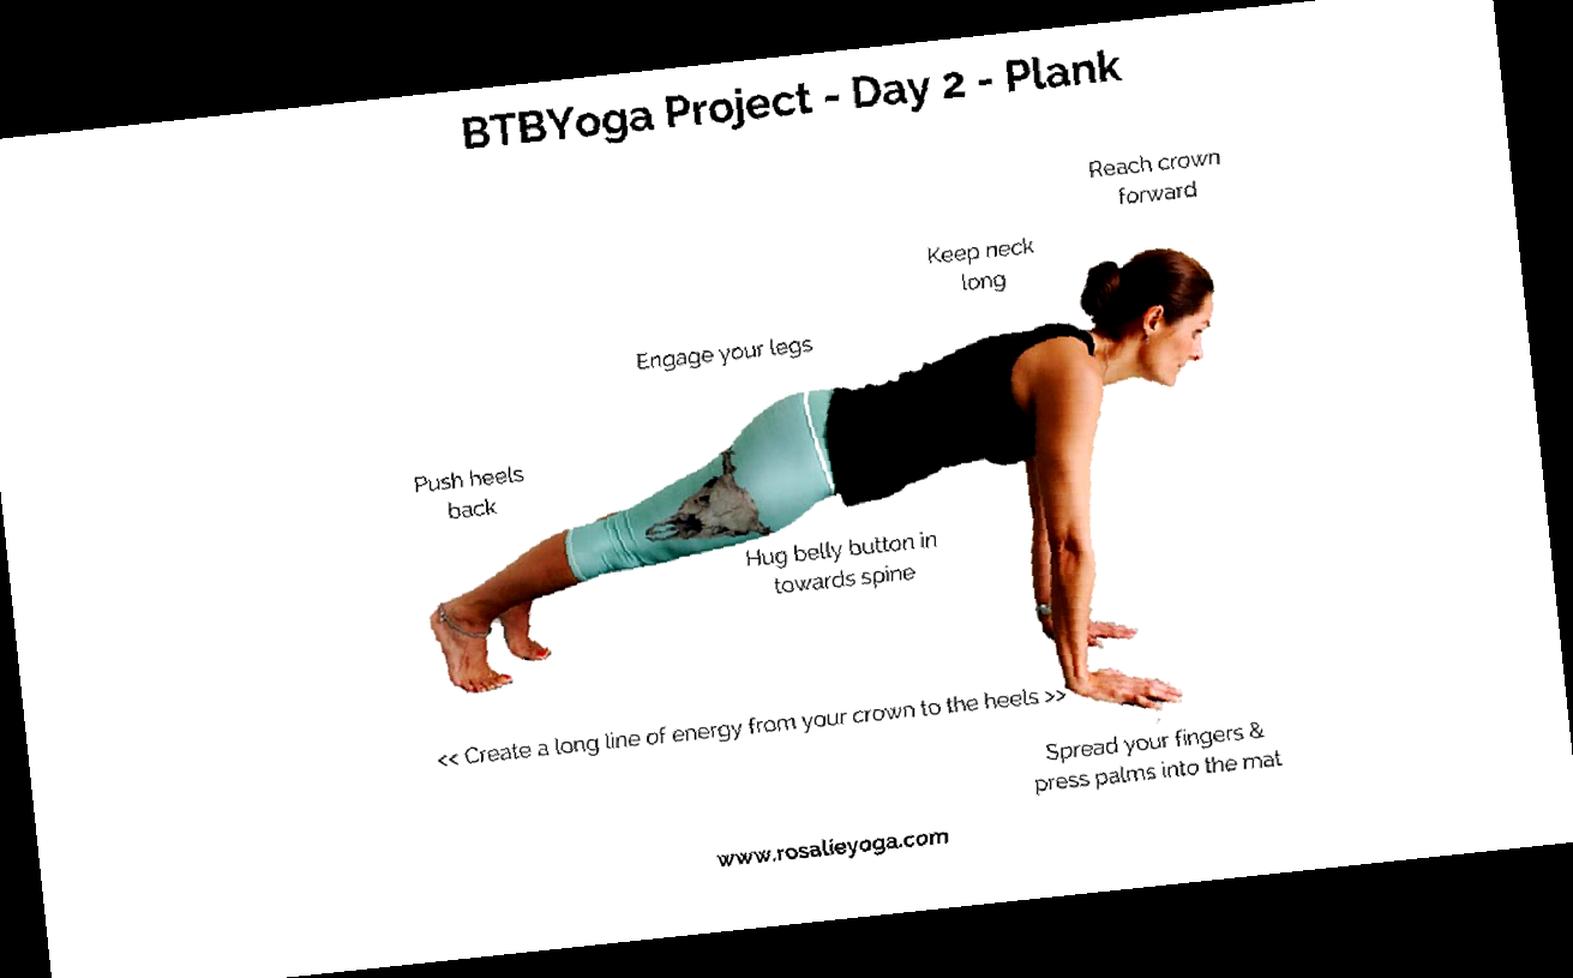 BTBYoga Project - Day 2 - Plank
Reach crown
forward
Keep neck
long
Engage your legs
Push heels
back
Hug belly button in
towards spine
<< Create a long line of energy from your crown to the heels >>
Spread your fingers &
press palms into the mat
www.rosalieyoga.com